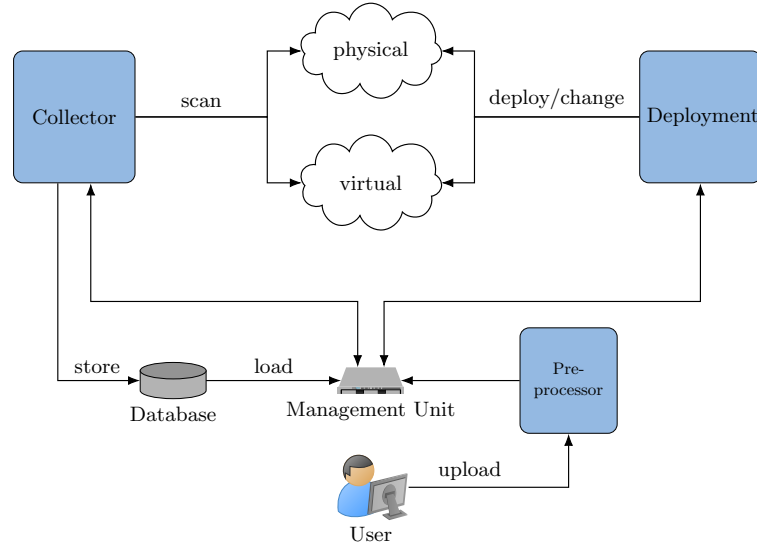 physical
scan
deploy/change
Collector
Deployment
virtual
store
load
Pre-
processor
Database
Management Unit
upload
User